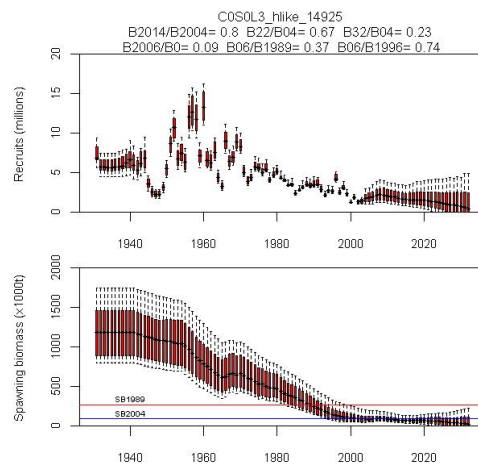 C0S0L3_hlike_14925
B2014/B2004= 0.8 B22/B04= 0.67 B32/B04= 0.23
B2006/B0= 0.09 B06/B1989= 0.37 B06/B1996= 0.74
Recruits (millions)
20
15
10
5
0
1940 1960 1980 2000 2020
Spawning biomass (x1000t)
2000
1500
1000
500
0
SB1989
SB2004
1940 1960 1980 2000 2020